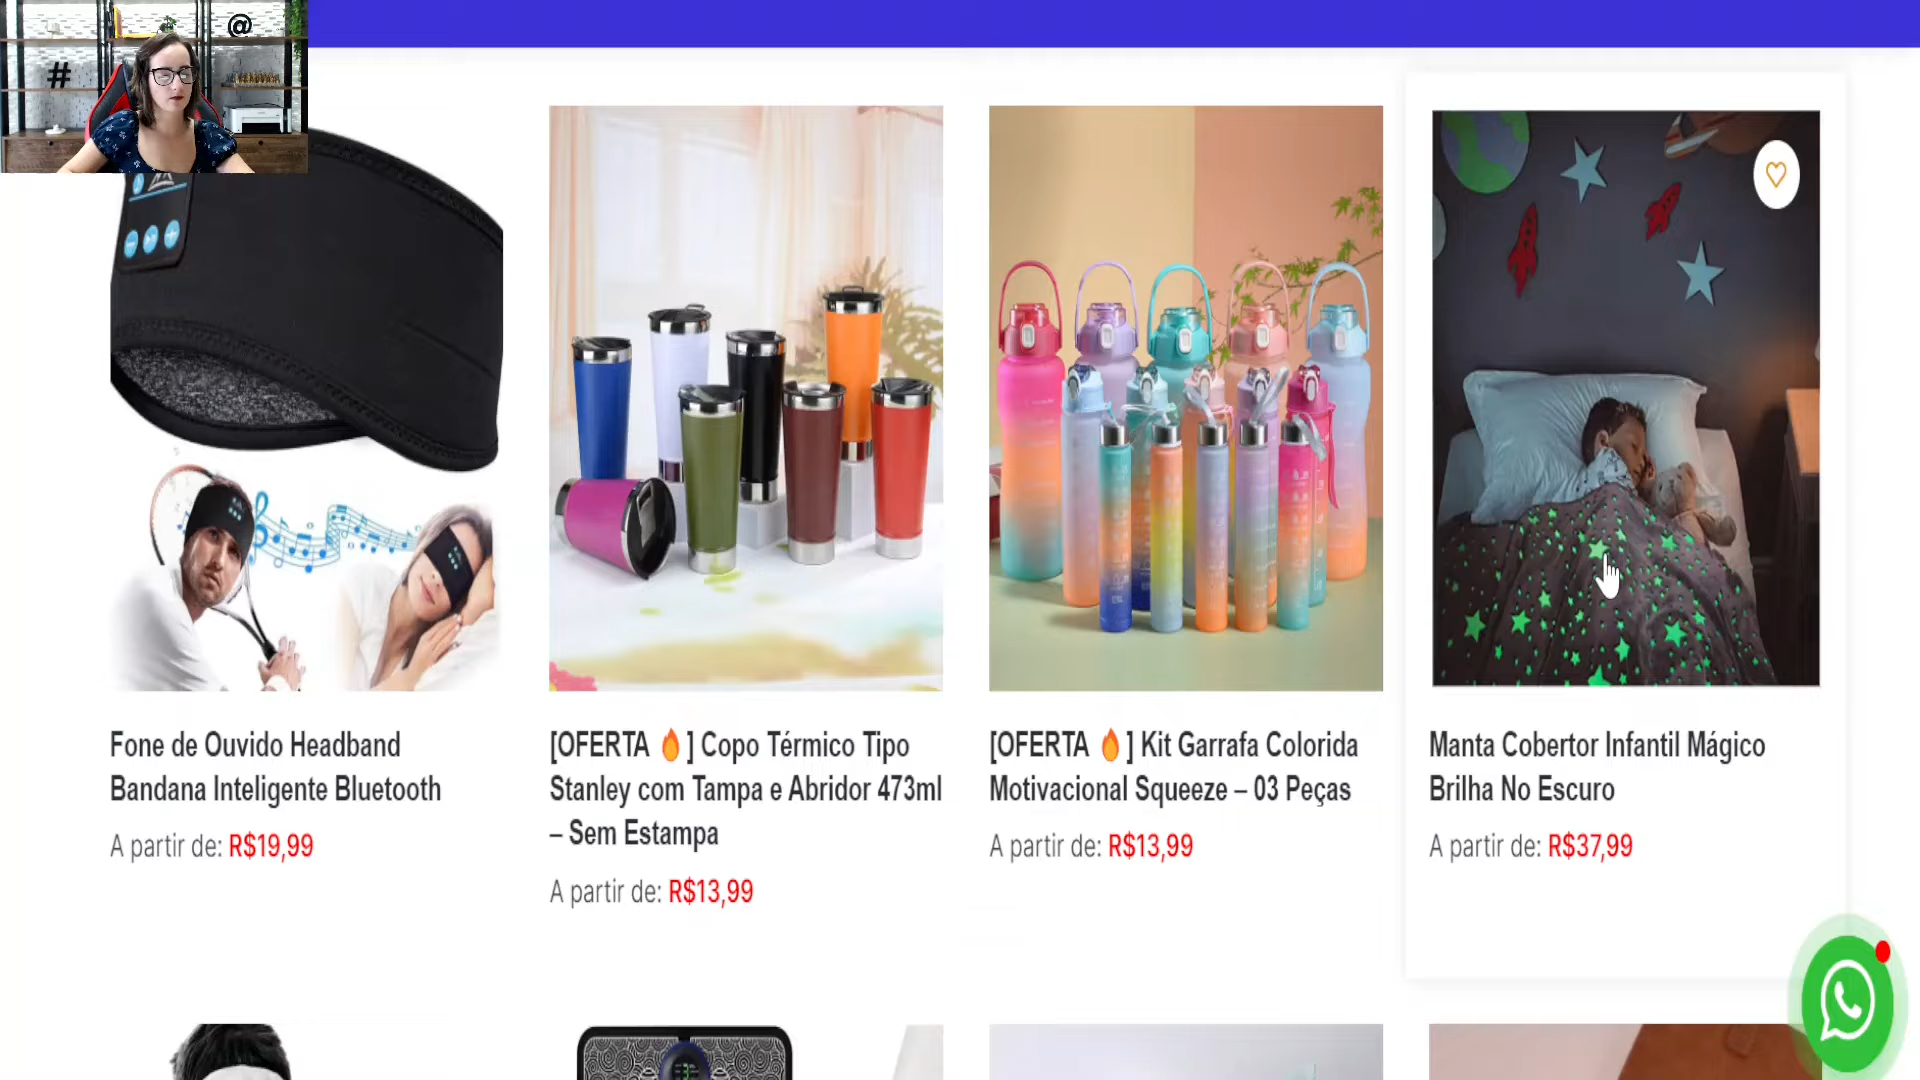 @
#
Fone de Ouvido Headband
Bandana Inteligente Bluetooth
A partir de: R$19,99
[OFERTA 🔥] Copo Térmico Tipo
Stanley com Tampa e Abridor 473ml
– Sem Estampa
A partir de: R$13,99
[OFERTA 🔥] Kit Garrafa Colorida
Motivacional Squeeze – 03 Peças
A partir de: R$13,99
Manta Cobertor Infantil Mágico
Brilha No Escuro
A partir de: R$37,99